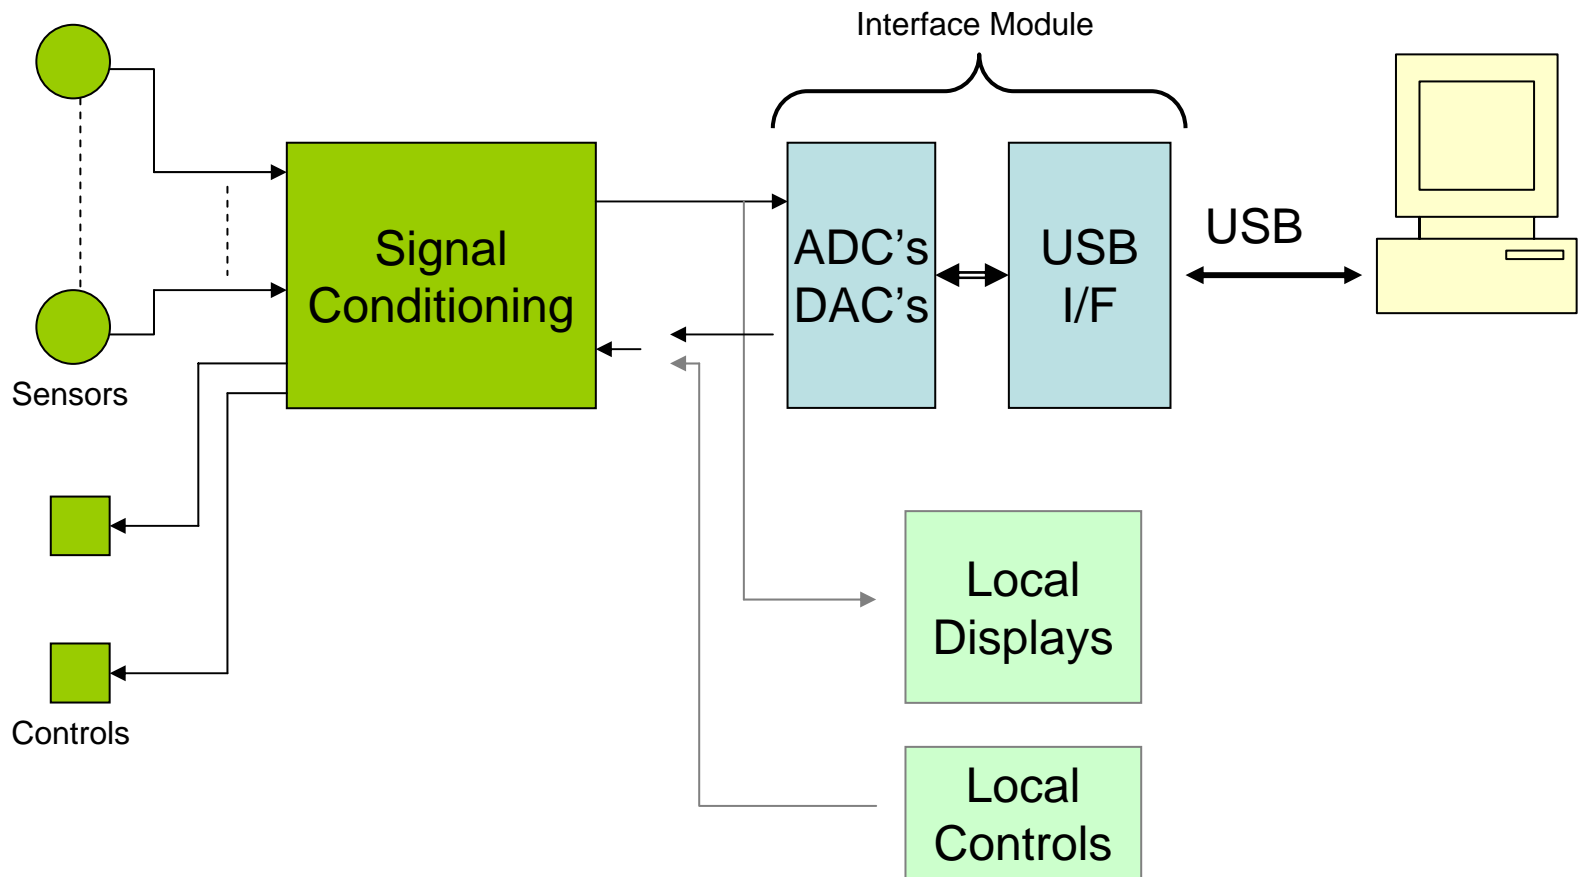 Interface Module
Signal
Conditioning
ADC's
DAC's
USB
I/F
USB
Sensors
Controls
Local
Displays
Local
Controls